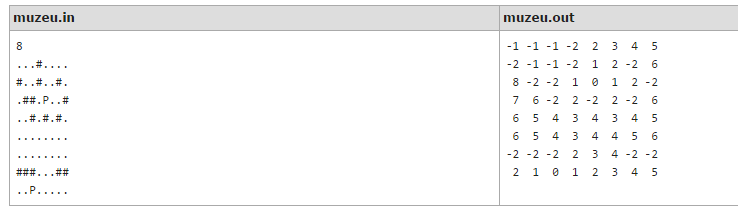 muzeu.in muzeu.out
8
...#....
#..#..#.
.##.P..#
..#.#.#.
........
........
###...##
..P.....
-1 -1 -1 -2 2 3 4 5
-2 -1 -1 -2 1 2 -2 6
8 -2 -2 1 0 1 2 -2
7 6 -2 2 -2 2 -2 6
6 5 4 3 4 3 4 5
6 5 4 3 4 4 5 6
-2 -2 -2 2 3 4 -2 -2
2 1 0 1 2 3 4 5